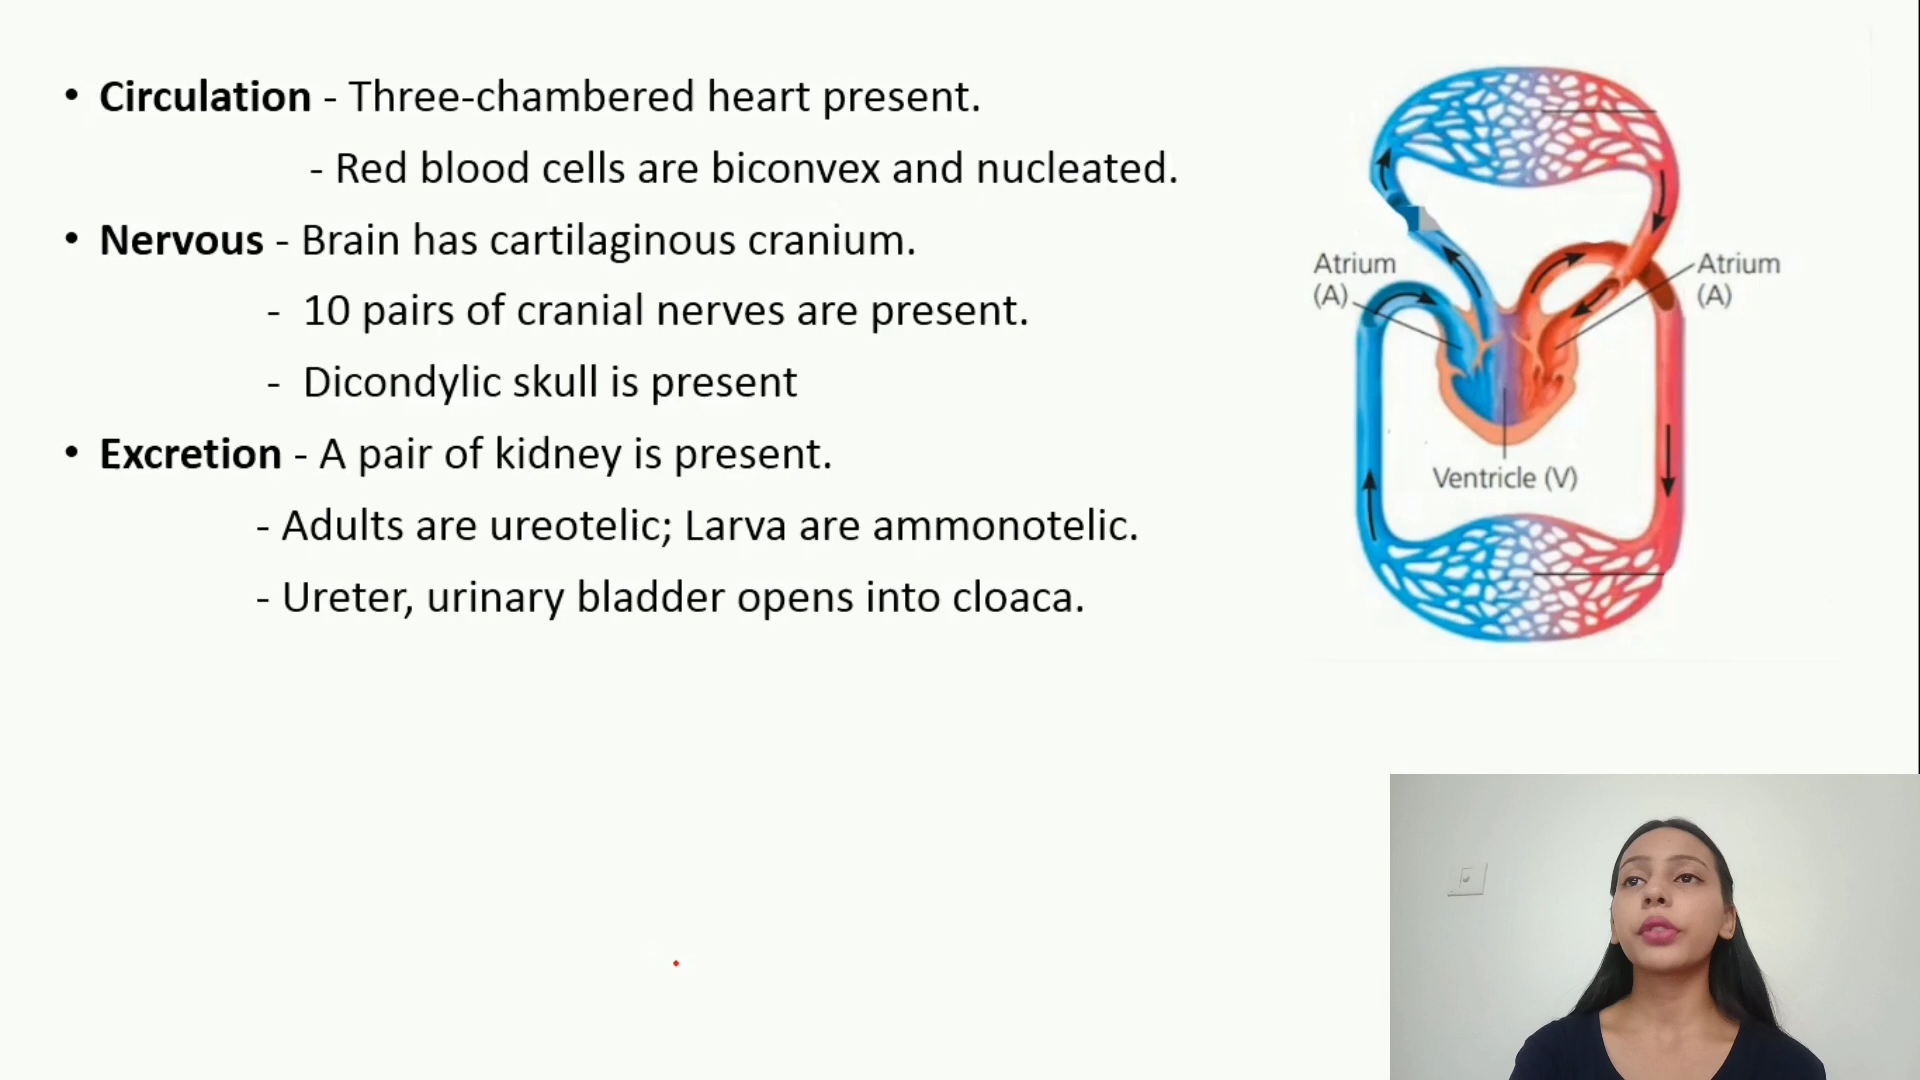 • Circulation - Three-chambered heart present.
- Red blood cells are biconvex and nucleated.
• Nervous - Brain has cartilaginous cranium.
- 10 pairs of cranial nerves are present.
- Dicondylic skull is present
• Excretion - A pair of kidney is present.
- Adults are ureotelic; Larva are ammonotelic.
- Ureter, urinary bladder opens into cloaca.
Atrium
(A)
Atrium
(A)
Ventricle (V)